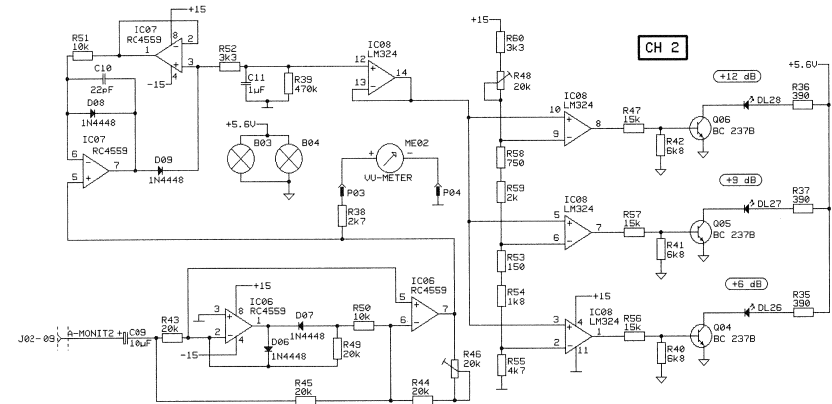 +15
R51
10k
IC07
RC4559
8
2
1
3
4
-15
R52
3k3
C10
22pF
D08
1N4448
C11
1µF
R39
470k
IC08
LM324
12
13
14
IC07
RC4559
6
5
7
D09
1N4448
+5.6V
B03
B04
ME02
+
-
VU-METER
P03
P04
R38
2k7
+15
R60
3k3
R48
20k
CH 2
+5.6V
IC08
LM324
10
9
8
R47
15k
R42
6k8
Q06
BC 237B
+12 dB
DL28
R36
390
R58
750
R59
2k
IC08
LM324
5
6
7
R57
15k
R41
6k8
Q05
BC 237B
+9 dB
DL27
R37
390
R53
150
R54
1k8
+15
IC08
LM324
3
2
4
1
11
R56
15k
R40
6k8
Q04
BC 237B
+6 dB
DL26
R35
390
R55
4k7
J02-09
A-MONIT2
+
C09
10µF
R43
20k
+15
IC06
RC4559
3
2
8
1
4
-15
D07
1N4448
D06
1N4448
R49
20k
R50
10k
IC06
RC4559
5
6
7
R46
20k
R45
20k
R44
20k